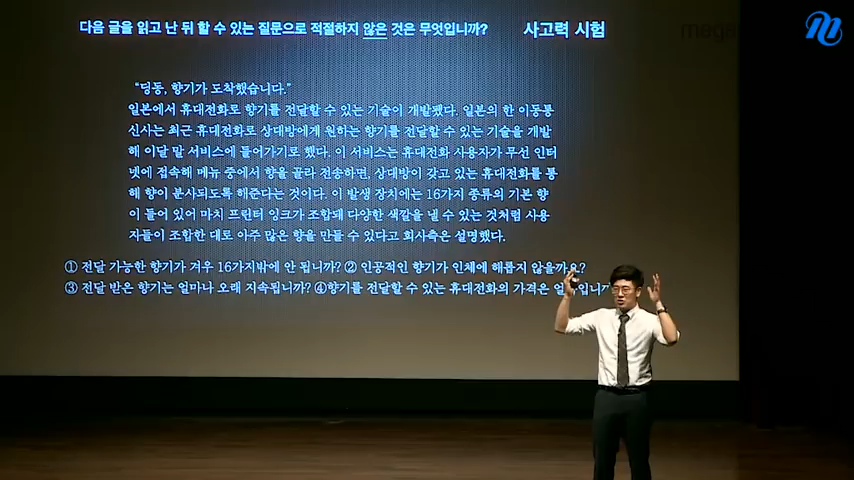 다음 글을 읽고 난 뒤 할 수 있는 질문으로 적절하지 않은 것은 무엇입니까? 사고력 시험
mega
"딩동, 향기가 도착했습니다."
일본에서 휴대전화로 향기를 전달할 수 있는 기술이 개발됐다. 일본의 한 이동통
신사는 최근 휴대전화로 상대방에게 원하는 향기를 전달할 수 있는 기술을 개발
해 이달 말 서비스에 들어가기로 했다. 이 서비스는 휴대전화 사용자가 무선 인터
넷에 접속해 메뉴 중에서 향을 골라 전송하면, 상대방이 갖고 있는 휴대전화를 통
해 향이 분사되도록 해준다는 것이다. 이 발생 장치에는 16가지 종류의 기본 향
이 들어 있어 마치 프린터 잉크가 조합돼 다양한 색깔을 낼 수 있는 것처럼 사용
자들이 조합한 대로 아주 많은 향을 만들 수 있다고 회사측은 설명했다.
① 전달 가능한 향기가 겨우 16가지밖에 안 됩니까? ② 인공적인 향기가 인체에 해롭지 않을까요?
③ 전달 받은 향기는 얼마나 오래 지속됩니까? ④향기를 전달할 수 있는 휴대전화의 가격은